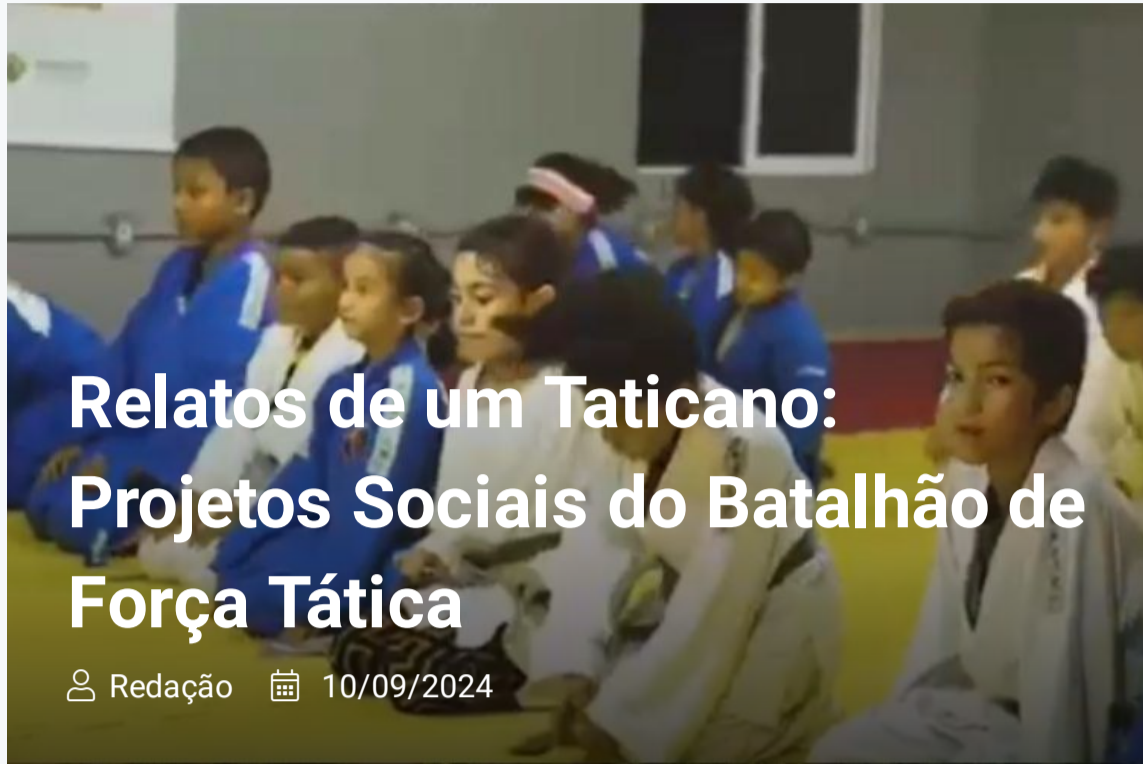 Relatos de um Taticano:
Projetos Sociais do Batalhão de
Força Tática
Redação 10/09/2024